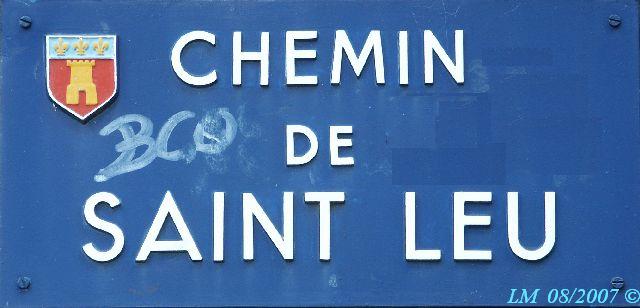 CHEMIN
DE
SAINT LEU
LM 08/2007 ©